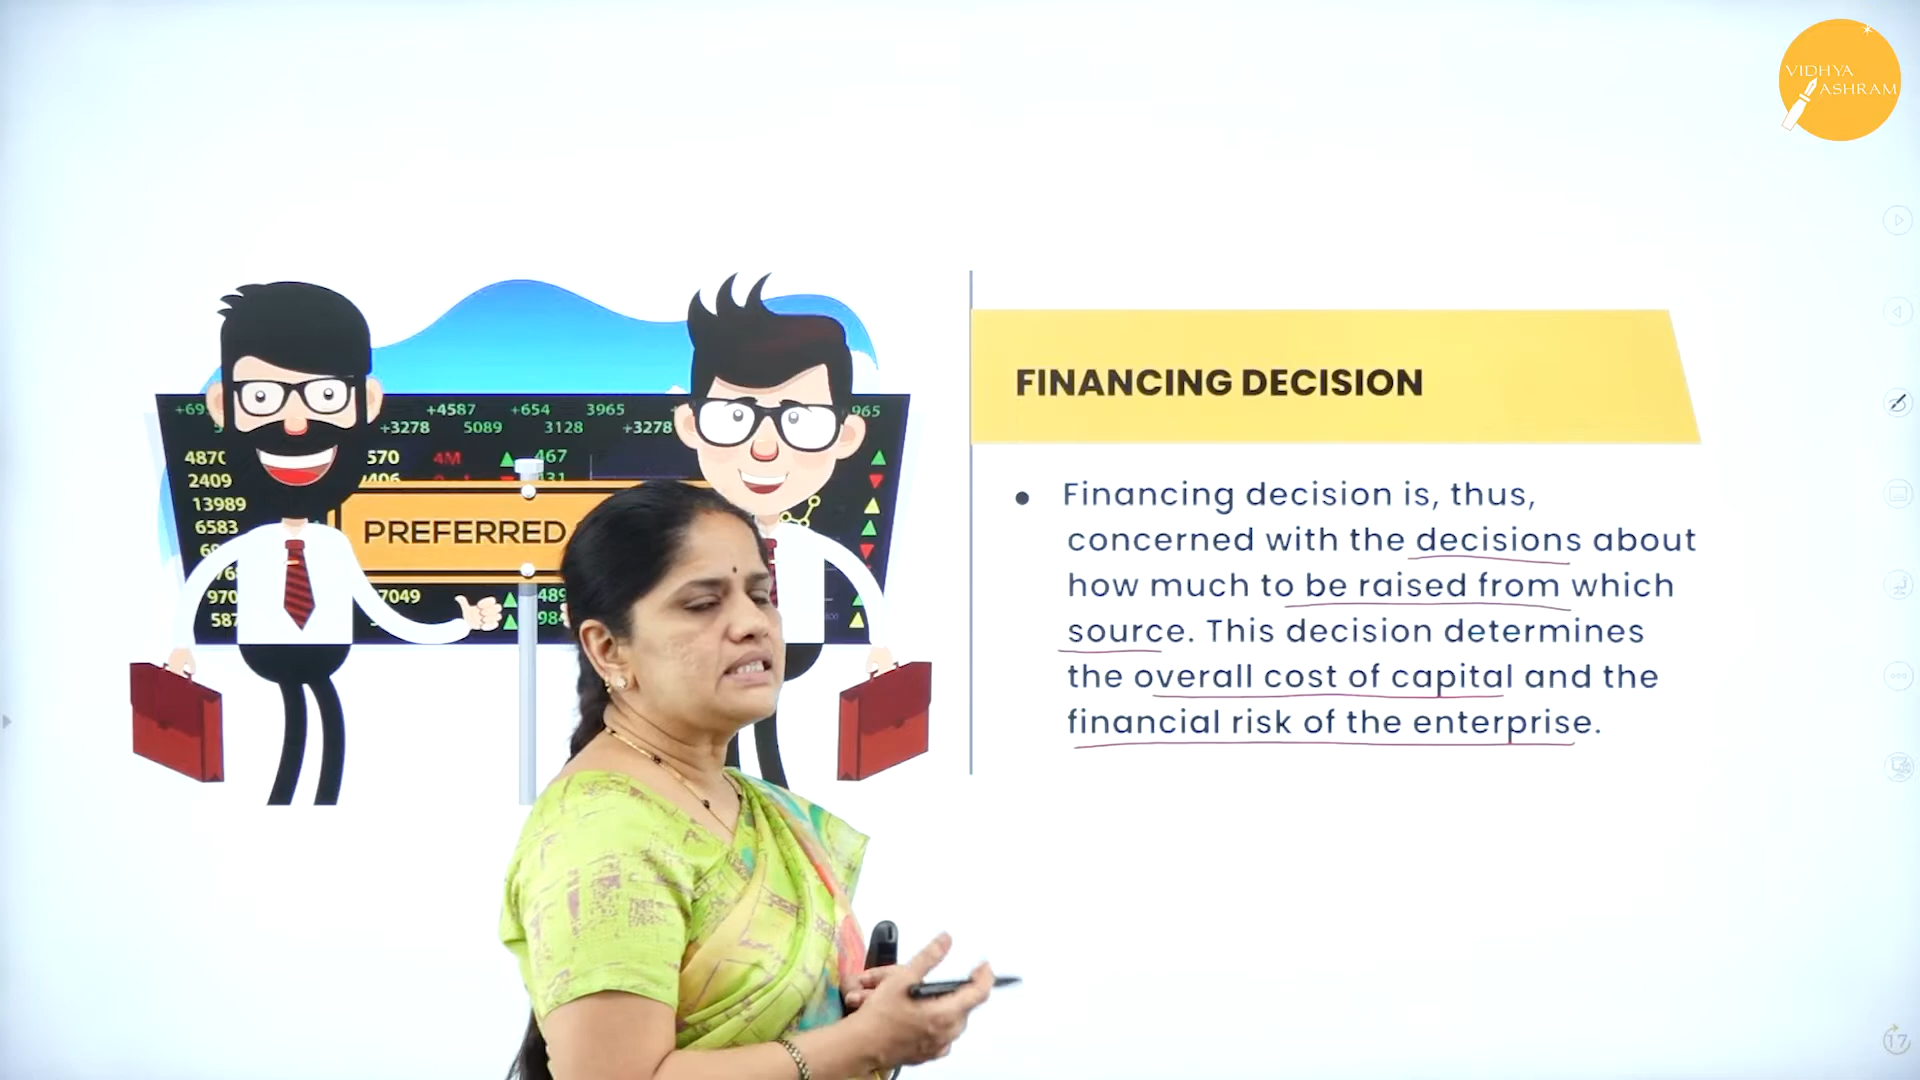 VIDHYA
ASHRAM
FINANCING DECISION
Financing decision is, thus,
concerned with the decisions about
how much to be raised from which
source. This decision determines
the overall cost of capital and the
financial risk of the enterprise.
+4587 +654 3965 965
+3278 5089 3128 +3278
570 4M 467
2409
13989
6583
PREFERRED
7049
17